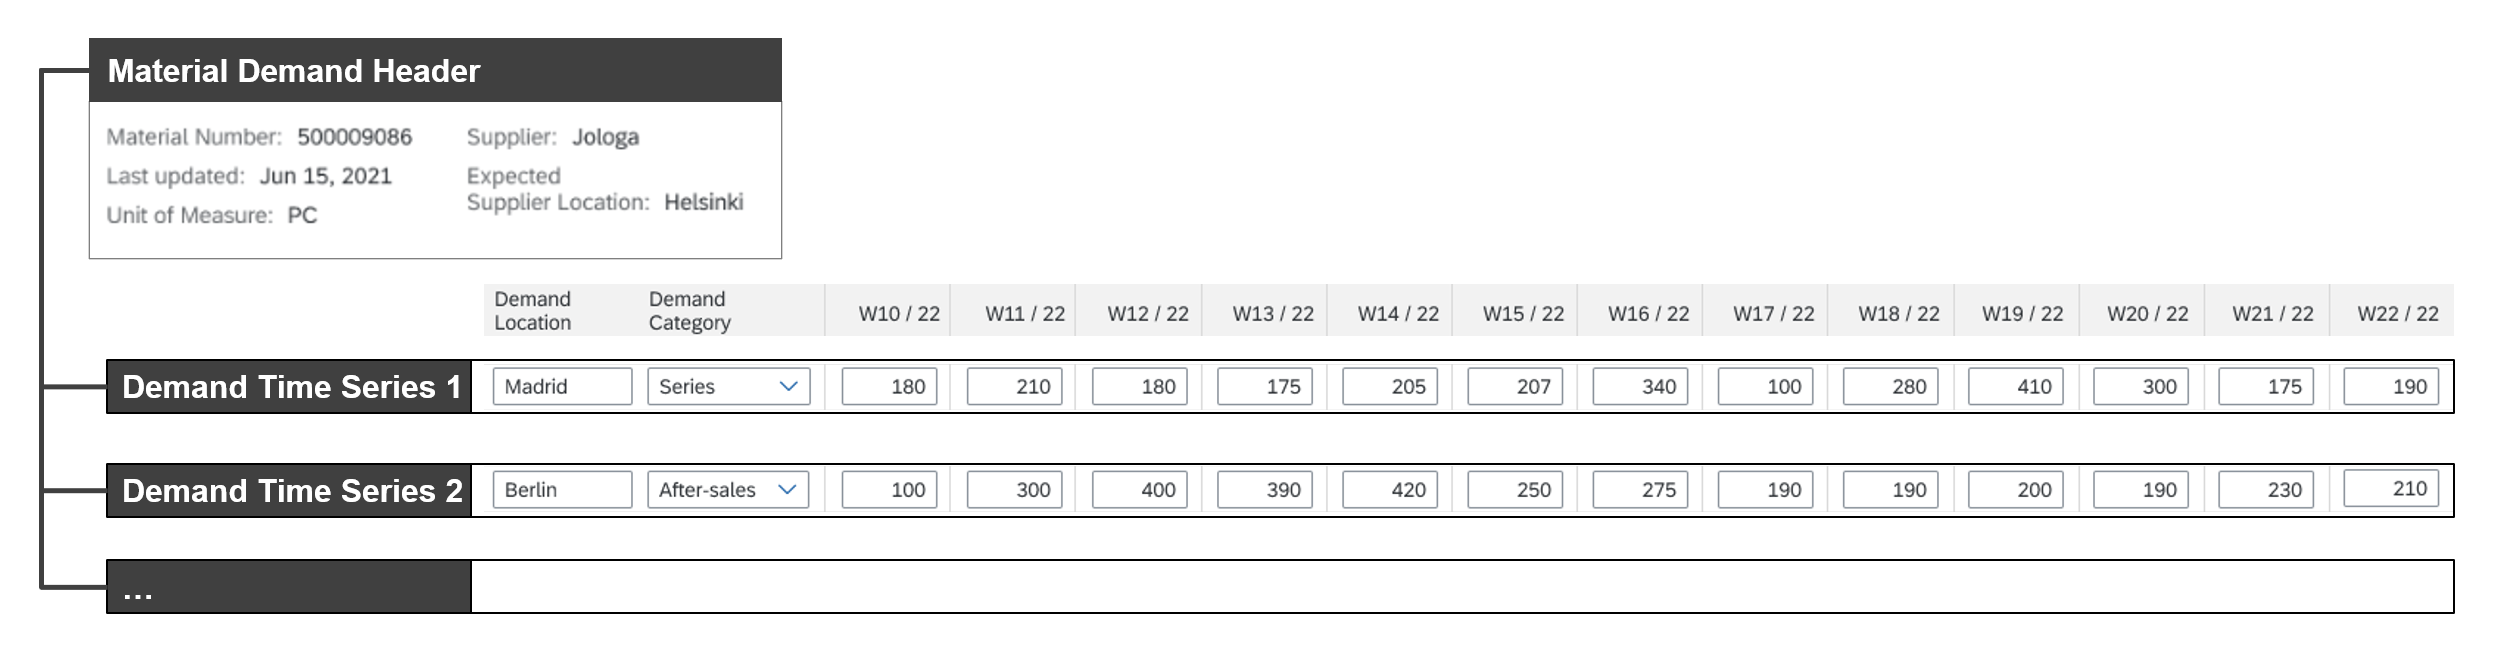 Material Demand Header
Material Number: 500009086
Last updated: Jun 15, 2021
Unit of Measure: PC
Supplier: Jologa
Expected
Supplier Location: Helsinki
Demand Location
Demand Category
W10 / 22 W11 / 22 W12 / 22 W13 / 22 W14 / 22 W15 / 22 W16 / 22 W17 / 22 W18 / 22 W19 / 22 W20 / 22 W21 / 22 W22 / 22
Demand Time Series 1 Madrid Series 180 210 180 175 205 207 340 100 280 410 300 175 190
Demand Time Series 2 Berlin After-sales 100 300 400 390 420 250 275 190 190 200 190 230 210
...